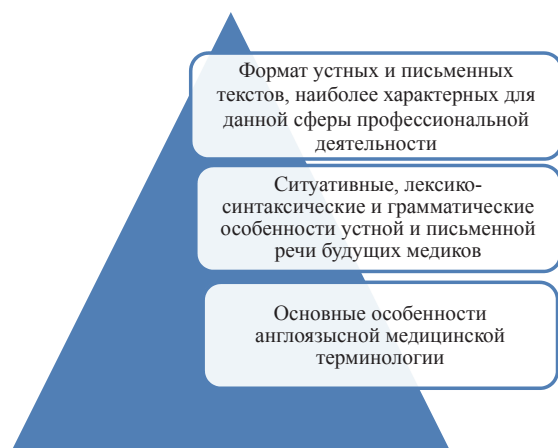 Формат устных и письменных
текстов, наиболее характерных для
данной сферы профессиональной
деятельности
Ситуативные, лексико-
синтаксические и грамматические
особенности устной и письменной
речи будущих медиков
Основные особенности
англоязысной медицинской
терминологии